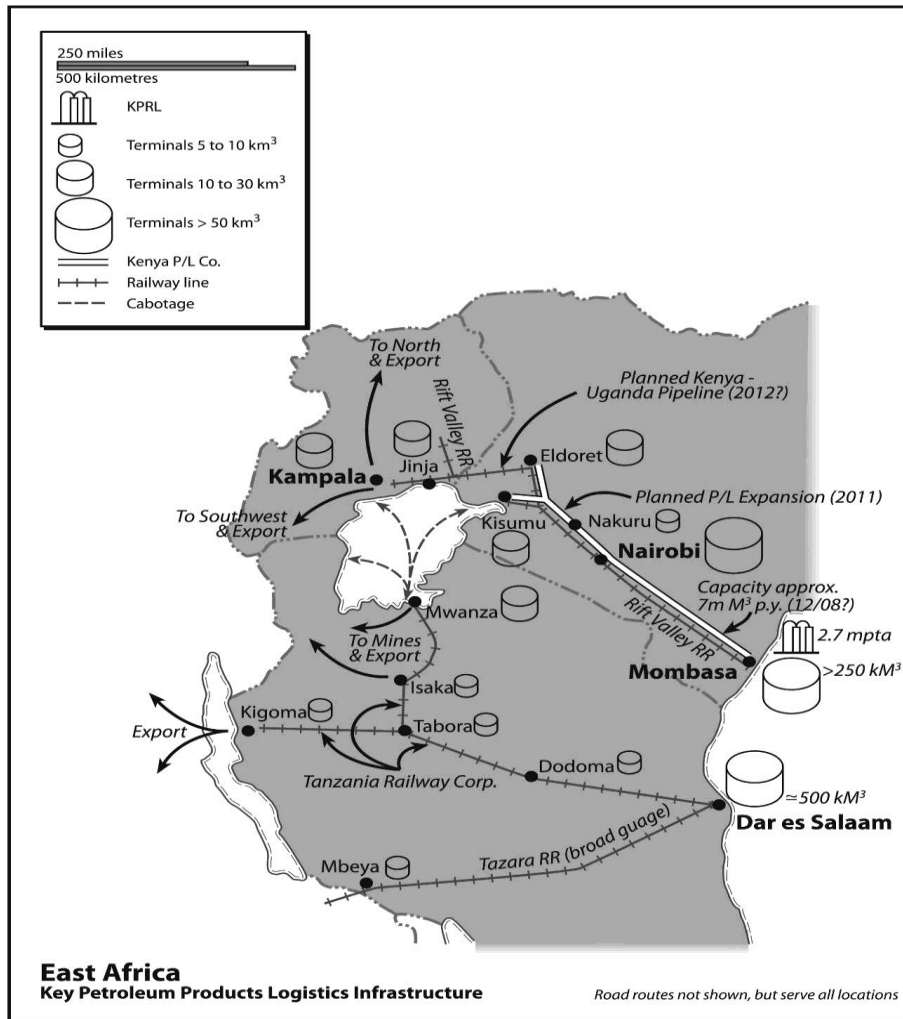 250 miles
500 kilometres
KPRL
Terminals 5 to 10 km³
Terminals 10 to 30 km³
Terminals > 50 km³
Kenya P/L Co.
Railway line
Cabotage
To North
& Export
Rift Valley RR
Planned Kenya -
Uganda Pipeline (2012?)
Eldoret
Jinja
Kampala
Planned P/L Expansion (2011)
To Southwest
& Export
Kisumu
Nakuru
Nairobi
Capacity approx.
7m M³ p.y. (12/08?)
Rift Valley RR
Mwanza
To Mines
& Export
2.7 mpta
Mombasa
>250 kM³
Isaka
Kigoma
Export
Tabora
Tanzania Railway Corp.
Dodoma
≃500 kM³
Dar es Salaam
Tazara RR (broad guage)
Mbeya
East Africa
Key Petroleum Products Logistics Infrastructure
Road routes not shown, but serve all locations